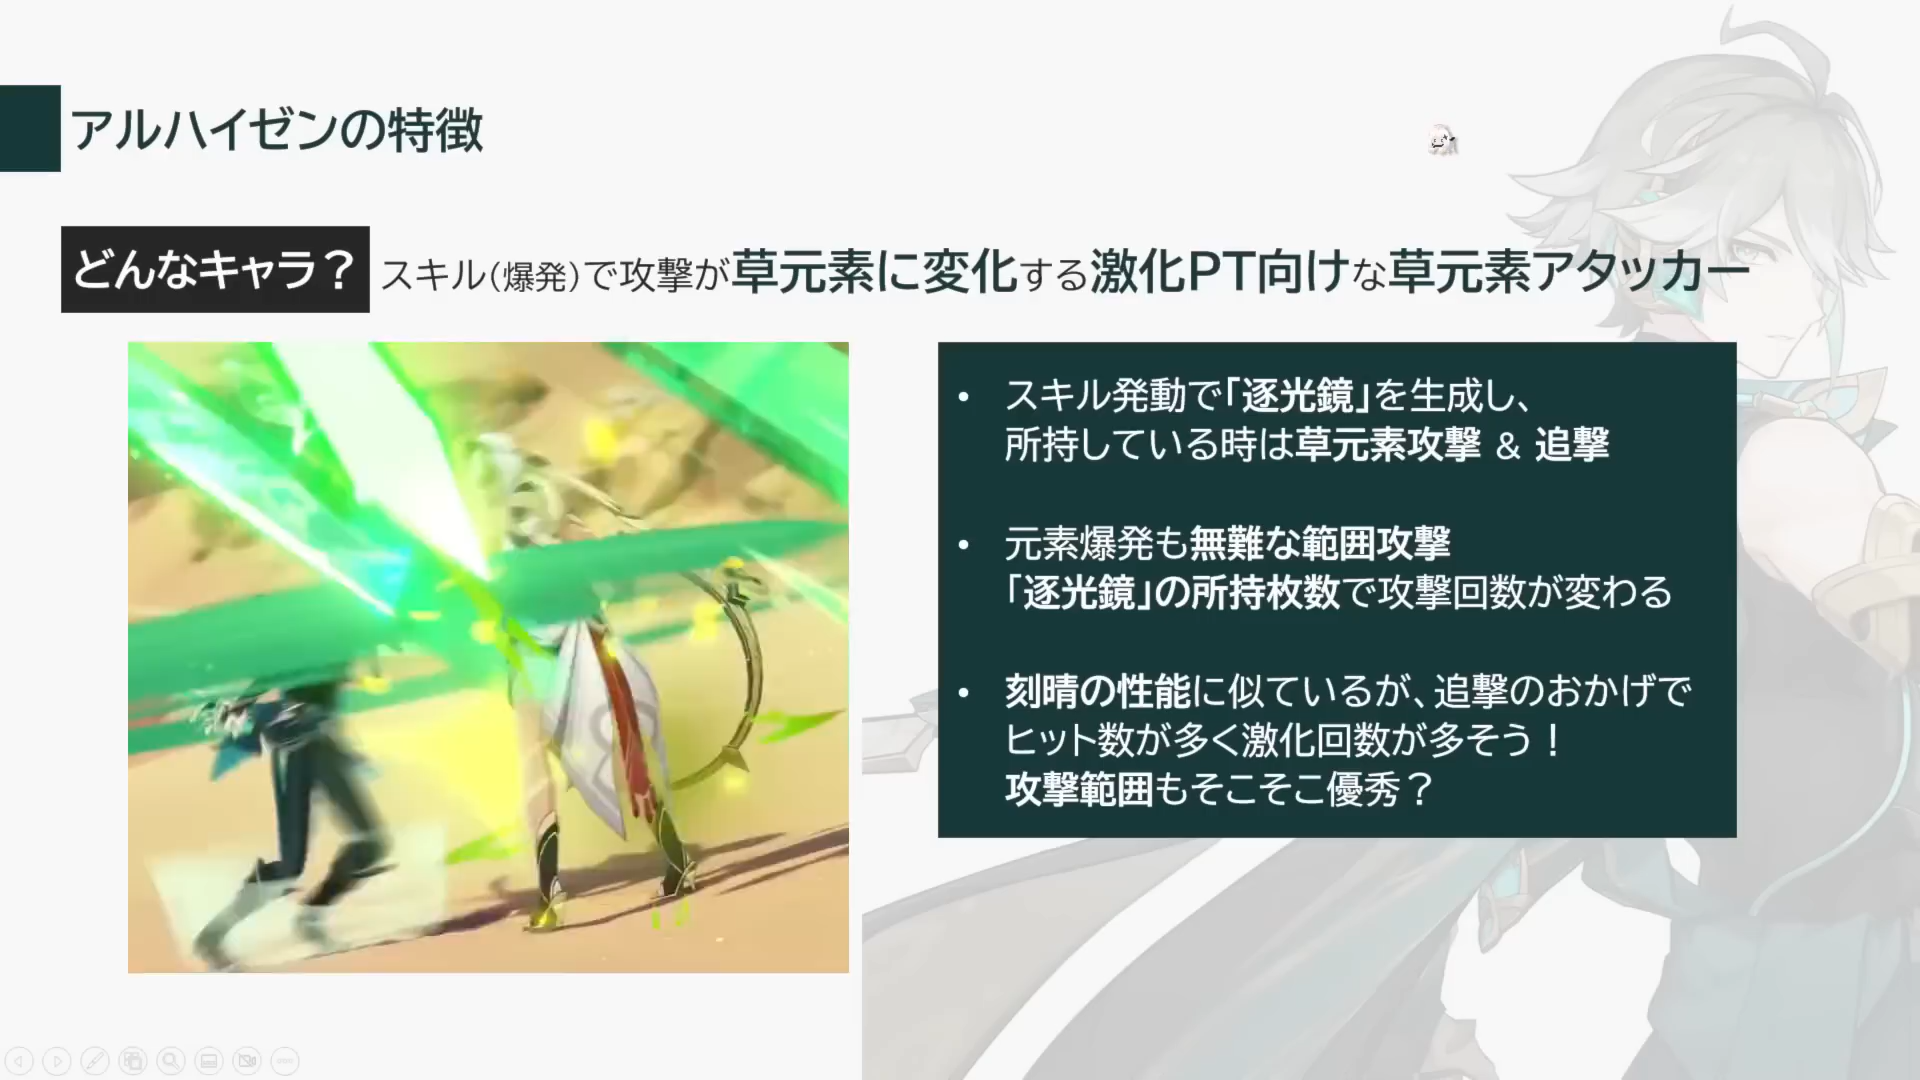 アルハイゼンの特徴
どんなキャラ？ スキル(爆発)で攻撃が草元素に変化する激化PT向けな草元素アタッカー
• スキル発動で「逐光鏡」を生成し、
所持している時は草元素攻撃 & 追撃
• 元素爆発も無難な範囲攻撃
「逐光鏡」の所持枚数で攻撃回数が変わる
• 刻晴の性能に似ているが、追撃のおかげで
ヒット数が多く激化回数が多そう！
攻撃範囲もそこそこ優秀？